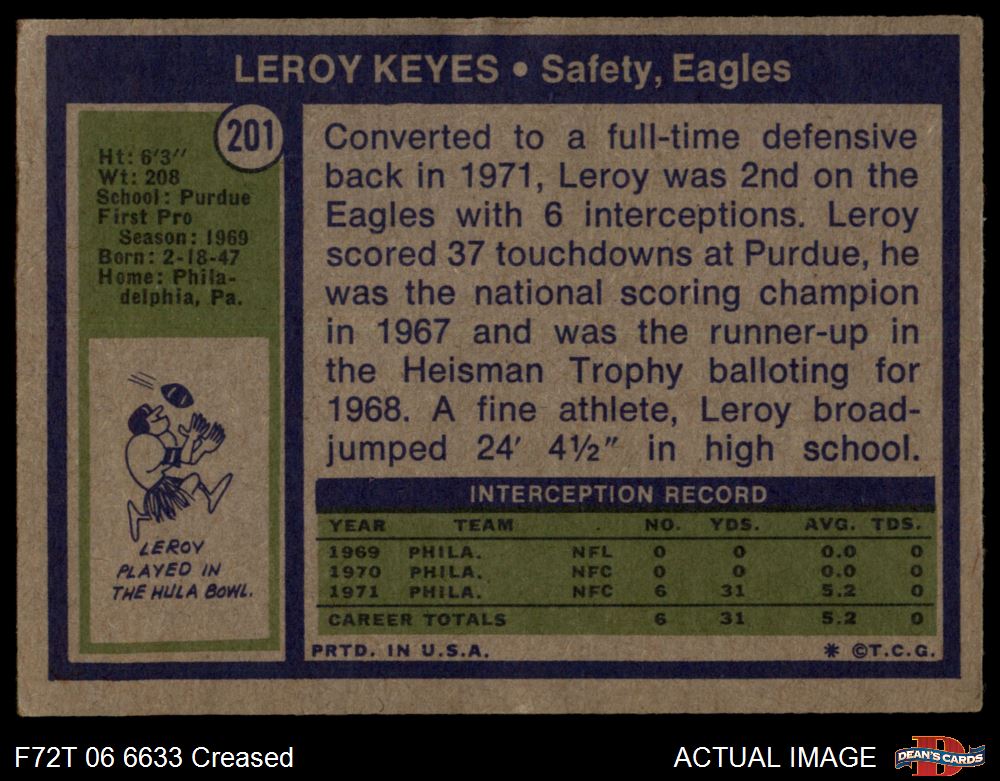 LEROY KEYES • Safety, Eagles
201
Ht: 6'3"
Wt: 208
School: Purdue
First Pro
Season: 1969
Born: 2-18-47
Home: Phila-
delphia, Pa.
LEROY
PLAYED IN
THE HULA BOWL.
Converted to a full-time defensive
back in 1971, Leroy was 2nd on the
Eagles with 6 interceptions. Leroy
scored 37 touchdowns at Purdue, he
was the national scoring champion
in 1967 and was the runner-up in
the Heisman Trophy balloting for
1968. A fine athlete, Leroy broad-
jumped 24' 4½" in high school.
INTERCEPTION RECORD
YEAR TEAM NO. YDS. AVG. TDS.
1969 PHILA. NFL 0 0 0.0 0
1970 PHILA. NFC 0 0 0.0 0
1971 PHILA. NFC 6 31 5.2 0
CAREER TOTALS 6 31 5.2 0
PRTD. IN U.S.A. * ©T.C.G.
F72T 06 6633 Creased ACTUAL IMAGE
D
DEAN'S CARDS